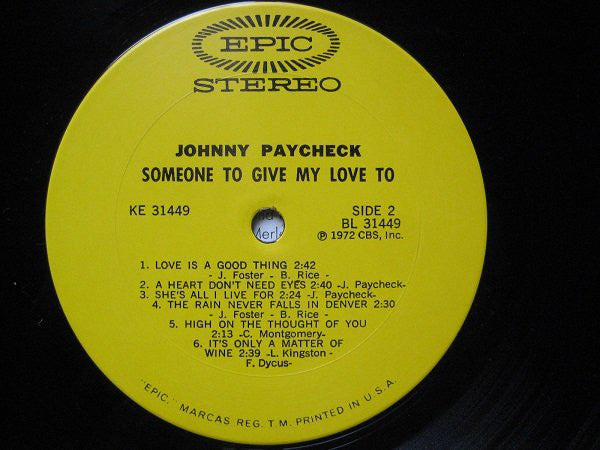 EPIC
STEREO
JOHNNY PAYCHECK
SOMEONE TO GIVE MY LOVE TO
KE 31449
SIDE 2
BL 31449
℗ 1972 CBS, Inc.
1. LOVE IS A GOOD THING 2:42
- J. Foster - B. Rice -
2. A HEART DON'T NEED EYES 2:40 -J. Paycheck-
3. SHE'S ALL I LIVE FOR 2:24 -J. Paycheck-
4. THE RAIN NEVER FALLS IN DENVER 2:30
- J. Foster - B. Rice -
5. HIGH ON THE THOUGHT OF YOU
2:13 -C. Montgomery-
6. IT'S ONLY A MATTER OF
WINE 2:39 -L. Kingston -
F. Dycus-
"EPIC," MARCAS REG. T.M. PRINTED IN U.S.A.